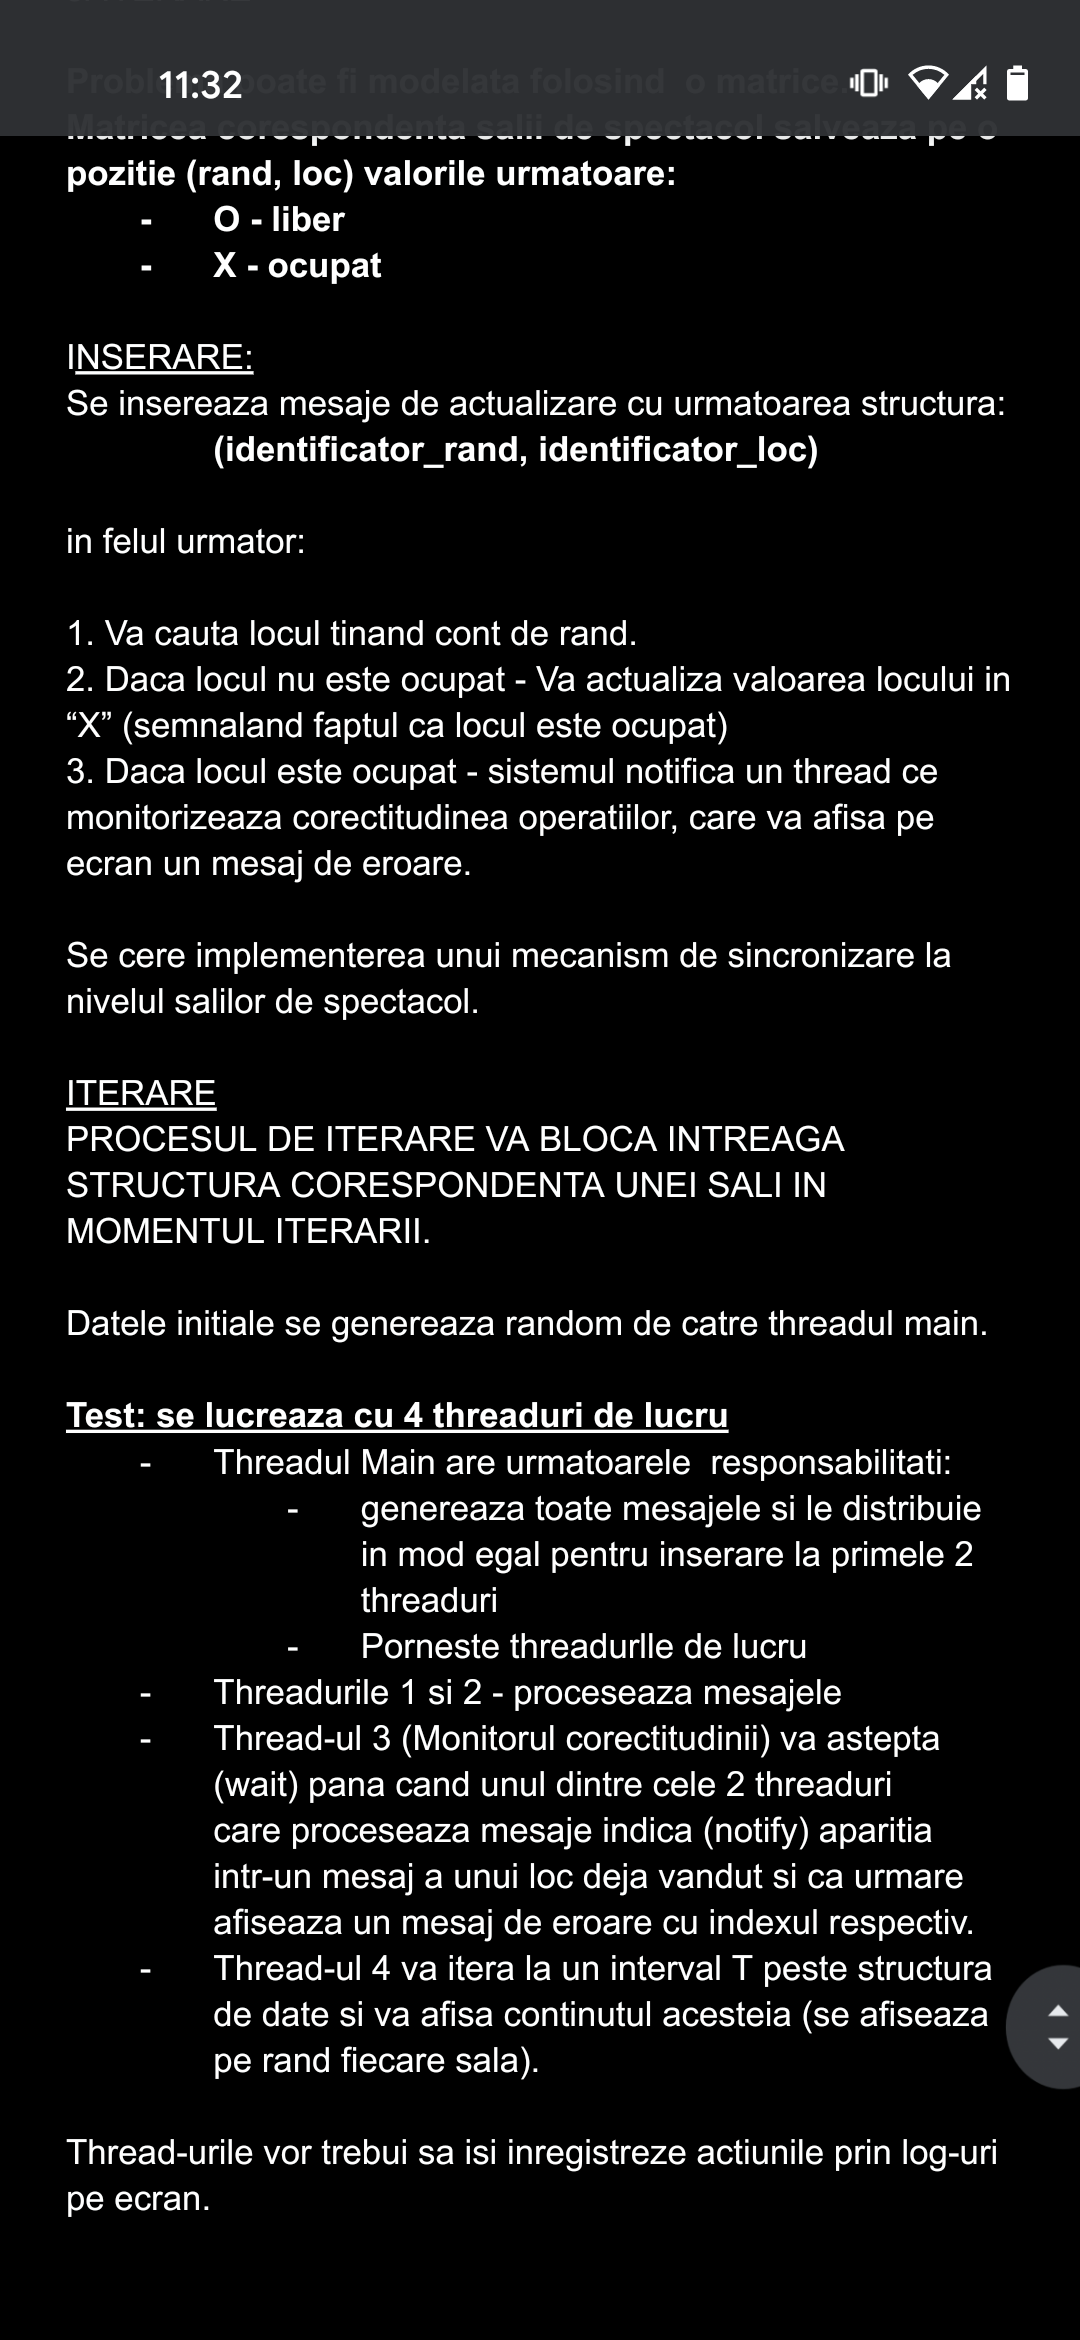 11:32
Problema poate fi modelata folosind o matrice.
Matricea corespondenta salii de spectacol salveaza pe o
pozitie (rand, loc) valorile urmatoare:
- O - liber
- X - ocupat
INSERARE:
Se insereaza mesaje de actualizare cu urmatoarea structura:
(identificator_rand, identificator_loc)
in felul urmator:
1. Va cauta locul tinand cont de rand.
2. Daca locul nu este ocupat - Va actualiza valoarea locului in
“X” (semnaland faptul ca locul este ocupat)
3. Daca locul este ocupat - sistemul notifica un thread ce
monitorizeaza corectitudinea operatiilor, care va afisa pe
ecran un mesaj de eroare.
Se cere implementerea unui mecanism de sincronizare la
nivelul salilor de spectacol.
ITERARE
PROCESUL DE ITERARE VA BLOCA INTREAGA
STRUCTURA CORESPONDENTA UNEI SALI IN
MOMENTUL ITERARII.
Datele initiale se genereaza random de catre threadul main.
Test: se lucreaza cu 4 threaduri de lucru
- Threadul Main are urmatoarele  responsabilitati:
- genereaza toate mesajele si le distribuie
in mod egal pentru inserare la primele 2
threaduri
- Porneste threadurlle de lucru
- Threadurile 1 si 2 - proceseaza mesajele
- Thread-ul 3 (Monitorul corectitudinii) va astepta
(wait) pana cand unul dintre cele 2 threaduri
care proceseaza mesaje indica (notify) aparitia
intr-un mesaj a unui loc deja vandut si ca urmare
afiseaza un mesaj de eroare cu indexul respectiv.
- Thread-ul 4 va itera la un interval T peste structura
de date si va afisa continutul acesteia (se afiseaza
pe rand fiecare sala).
Thread-urile vor trebui sa isi inregistreze actiunile prin log-uri
pe ecran.